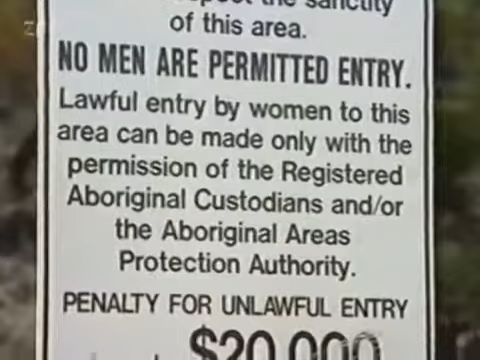 the sanctity
of this area.
NO MEN ARE PERMITTED ENTRY.
Lawful entry by women to this
area can be made only with the
permission of the Registered
Aboriginal Custodians and/or
the Aboriginal Areas
Protection Authority.
PENALTY FOR UNLAWFUL ENTRY
$20,000